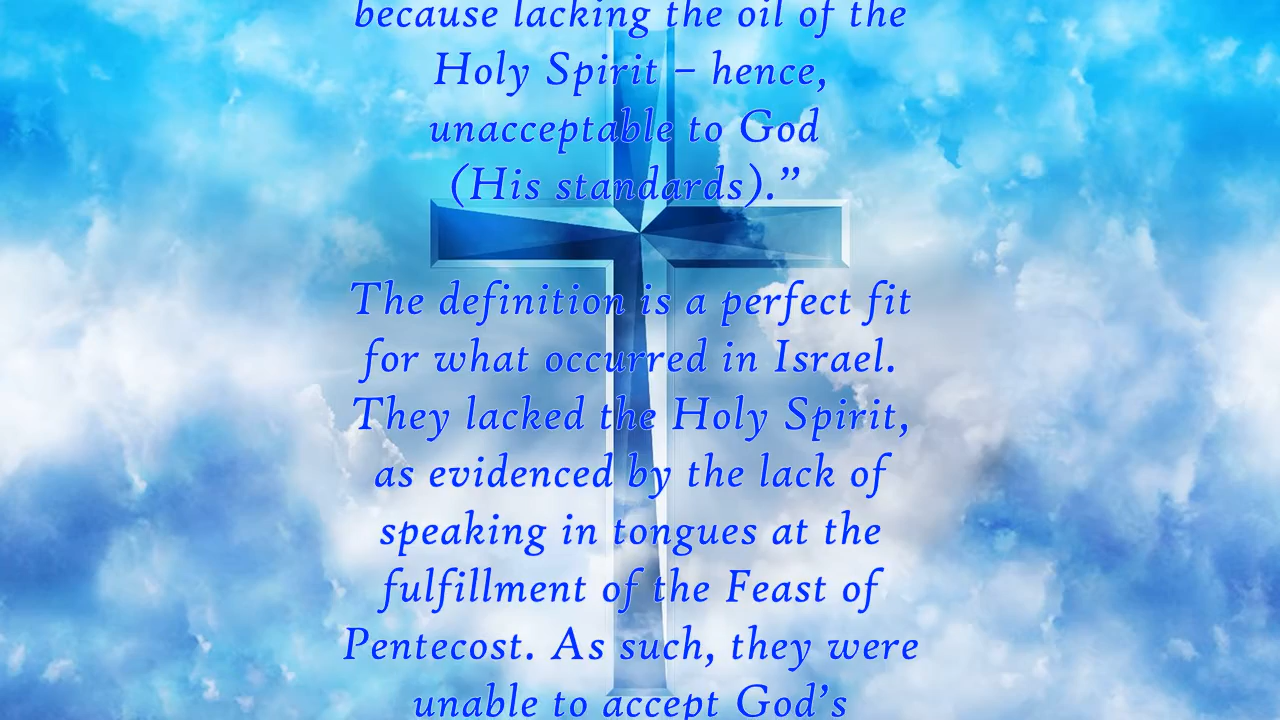 because lacking the oil of the
Holy Spirit – hence,
unacceptable to God
(His standards).”
The definition is a perfect fit
for what occurred in Israel.
They lacked the Holy Spirit,
as evidenced by the lack of
speaking in tongues at the
fulfillment of the Feast of
Pentecost. As such, they were
unable to accept God’s